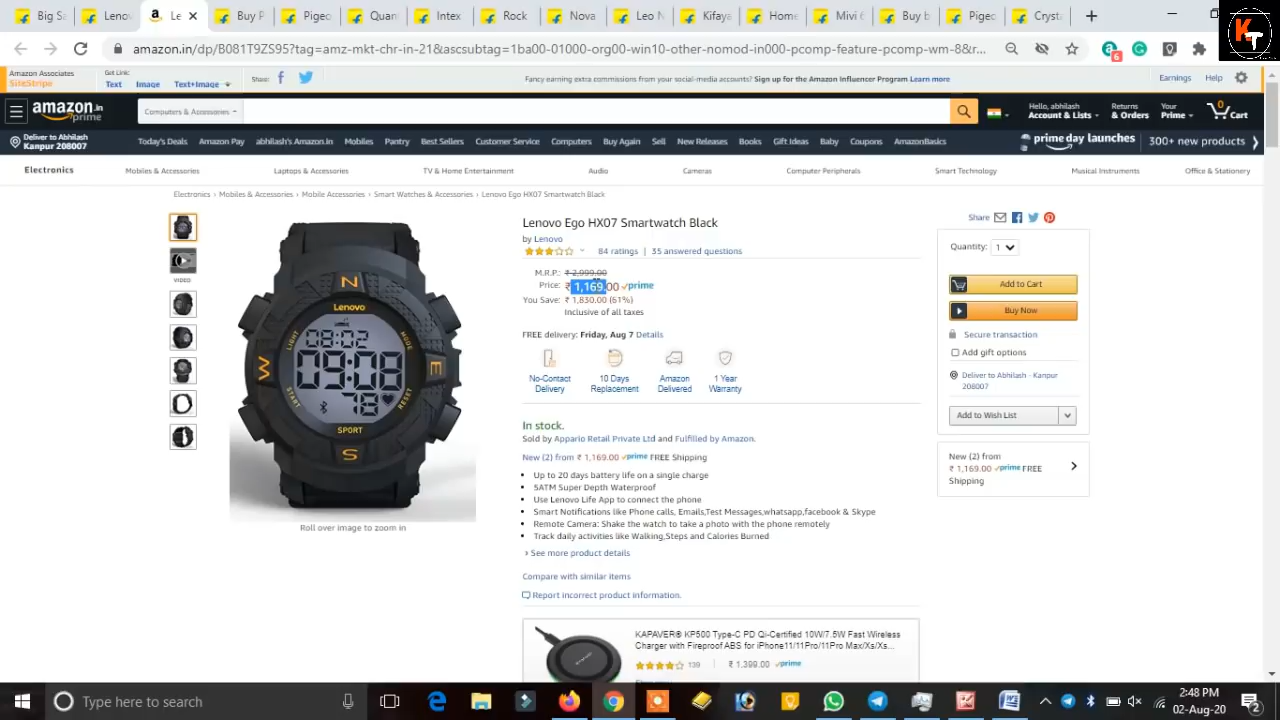 Big Sa
Le
Buy P
Pigeo
Quan
Intex
Rock
Nova
Leo N
Kifaya
Home
Mivi 6
Buy b
Pigeo
Cryst
KT
amazon.in/dp/B081T9ZS95?tag=amz-mkt-chr-in-21&ascsubtag=1ba00-01000-org00-win10-other-nomod-in000-pcomp-feature-pcomp-wm-8&r...
6
Amazon Associates
SiteStripe
Get Link:
Text Image Text+Image
Share:
Fancy earning extra commissions from your social-media accounts? Sign up for the Amazon Influencer Program Learn more
Earnings Help
amazon.in
prime
Computers & Accessories
Hello, abhilash
Account & Lists
Returns
& Orders
Your
Prime
0
Cart
Deliver to Abhilash
Kanpur 208007
Today's Deals Amazon Pay abhilash's Amazon.in Mobiles Pantry Best Sellers Customer Service Computers Buy Again Sell New Releases Books Gift Ideas Baby Coupons AmazonBasics
prime day launches 300+ new products
Electronics Mobiles & Accessories Laptops & Accessories TV & Home Entertainment Audio Cameras Computer Peripherals Smart Technology Musical Instruments Office & Stationery
Electronics › Mobiles & Accessories › Mobile Accessories › Smart Watches & Accessories › Lenovo Ego HX07 Smartwatch Black
VIDEO
N
Lenovo
LIGHT
MODE
E
START
RESET
48
SPORT
S
Roll over image to zoom in
Lenovo Ego HX07 Smartwatch Black
by Lenovo
84 ratings | 35 answered questions
M.R.P.: ₹ 2,999.00
Price: ₹ 1,169.00 prime
You Save: ₹ 1,830.00 (61%)
Inclusive of all taxes
FREE delivery: Friday, Aug 7 Details
No-Contact
Delivery
10 Days
Replacement
Amazon
Delivered
1 Year
Warranty
In stock.
Sold by Appario Retail Private Ltd and Fulfilled by Amazon.
New (2) from ₹ 1,169.00 prime FREE Shipping
Up to 20 days battery life on a single charge
5ATM Super Depth Waterproof
Use Lenovo Life App to connect the phone
Smart Notifications like Phone calls, Emails,Test Messages,whatsapp,facebook & Skype
Remote Camera: Shake the watch to take a photo with the phone remotely
Track daily activities like Walking,Steps and Calories Burned
› See more product details
Compare with similar items
Report incorrect product information.
KAPAVER® KP500 Type-C PD Qi-Certified 10W/7.5W Fast Wireless
Charger with Fireproof ABS for iPhone11/11Pro/11Pro Max/Xs/Xs...
139 | ₹ 1,399.00 prime
Share
Quantity: 1
Add to Cart
Buy Now
Secure transaction
Add gift options
Deliver to Abhilash - Kanpur
208007
Add to Wish List
New (2) from
₹ 1,169.00 prime FREE
Shipping
Type here to search
2:48 PM
02-Aug-20
2